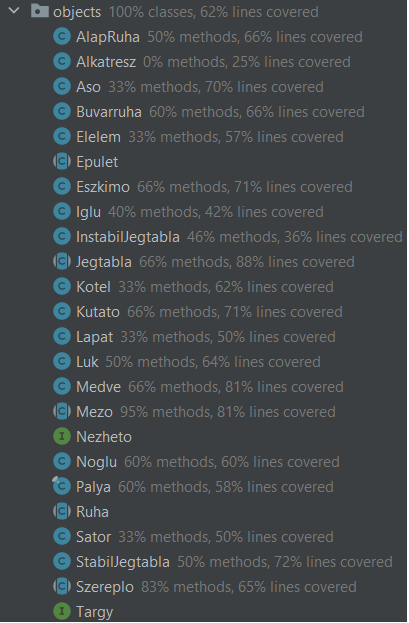 objects 100% classes, 62% lines covered
AlapRuha 50% methods, 66% lines covered
Alkatresz 0% methods, 25% lines covered
Aso 33% methods, 70% lines covered
Buvarruha 60% methods, 66% lines covered
Elelem 33% methods, 57% lines covered
Epulet
Eszkimo 66% methods, 71% lines covered
Iglu 40% methods, 42% lines covered
InstabilJegtabla 46% methods, 36% lines covered
Jegtabla 66% methods, 88% lines covered
Kotel 33% methods, 62% lines covered
Kutato 66% methods, 71% lines covered
Lapat 33% methods, 50% lines covered
Luk 50% methods, 64% lines covered
Medve 66% methods, 81% lines covered
Mezo 95% methods, 81% lines covered
Nezheto
Noglu 60% methods, 60% lines covered
Palya 60% methods, 58% lines covered
Ruha
Sator 33% methods, 50% lines covered
StabilJegtabla 50% methods, 72% lines covered
Szereplo 83% methods, 65% lines covered
Targy